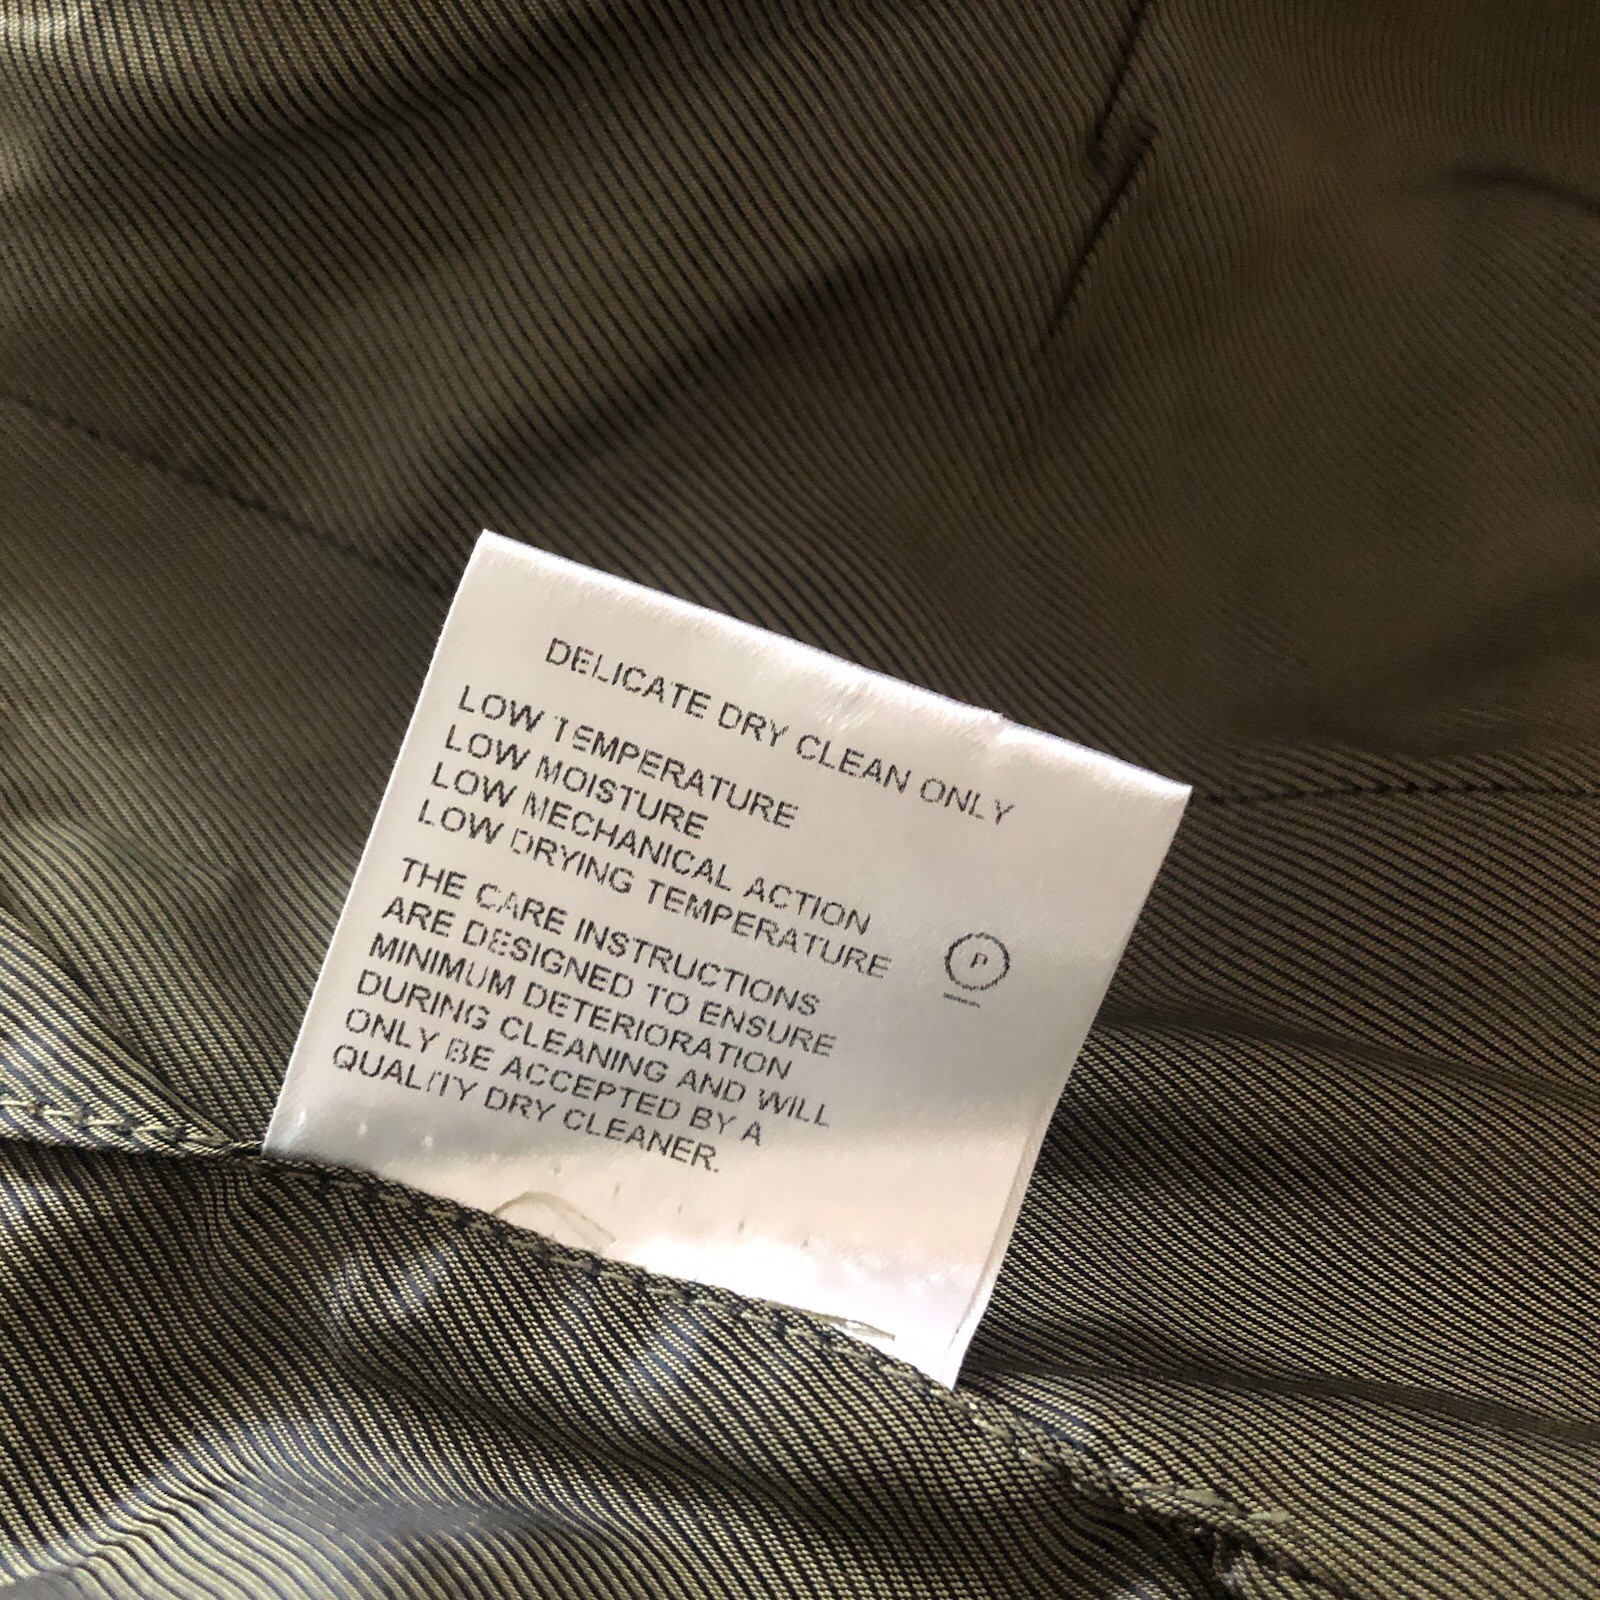 DELICATE DRY CLEAN ONLY
LOW TEMPERATURE
LOW MOISTURE
LOW MECHANICAL ACTION
LOW DRYING TEMPERATURE
P
THE CARE INSTRUCTIONS
ARE DESIGNED TO ENSURE
MINIMUM DETERIORATION
DURING CLEANING AND WILL
ONLY BE ACCEPTED BY A
QUALITY DRY CLEANER.